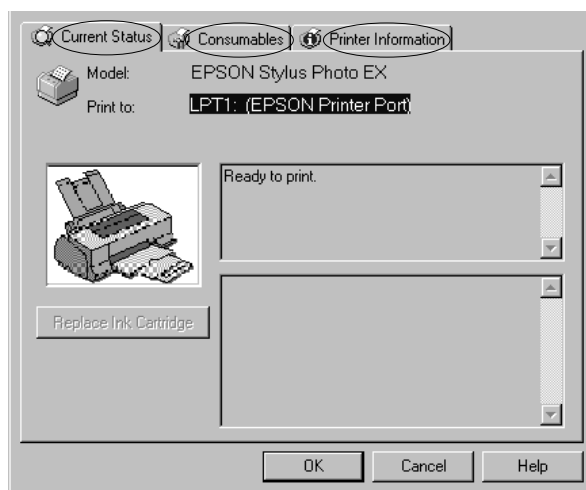 Current Status Consumables Printer Information
Model: EPSON Stylus Photo EX
Print to: LPT1: (EPSON Printer Port)
Ready to print.
Replace Ink Cartridge
OK Cancel Help